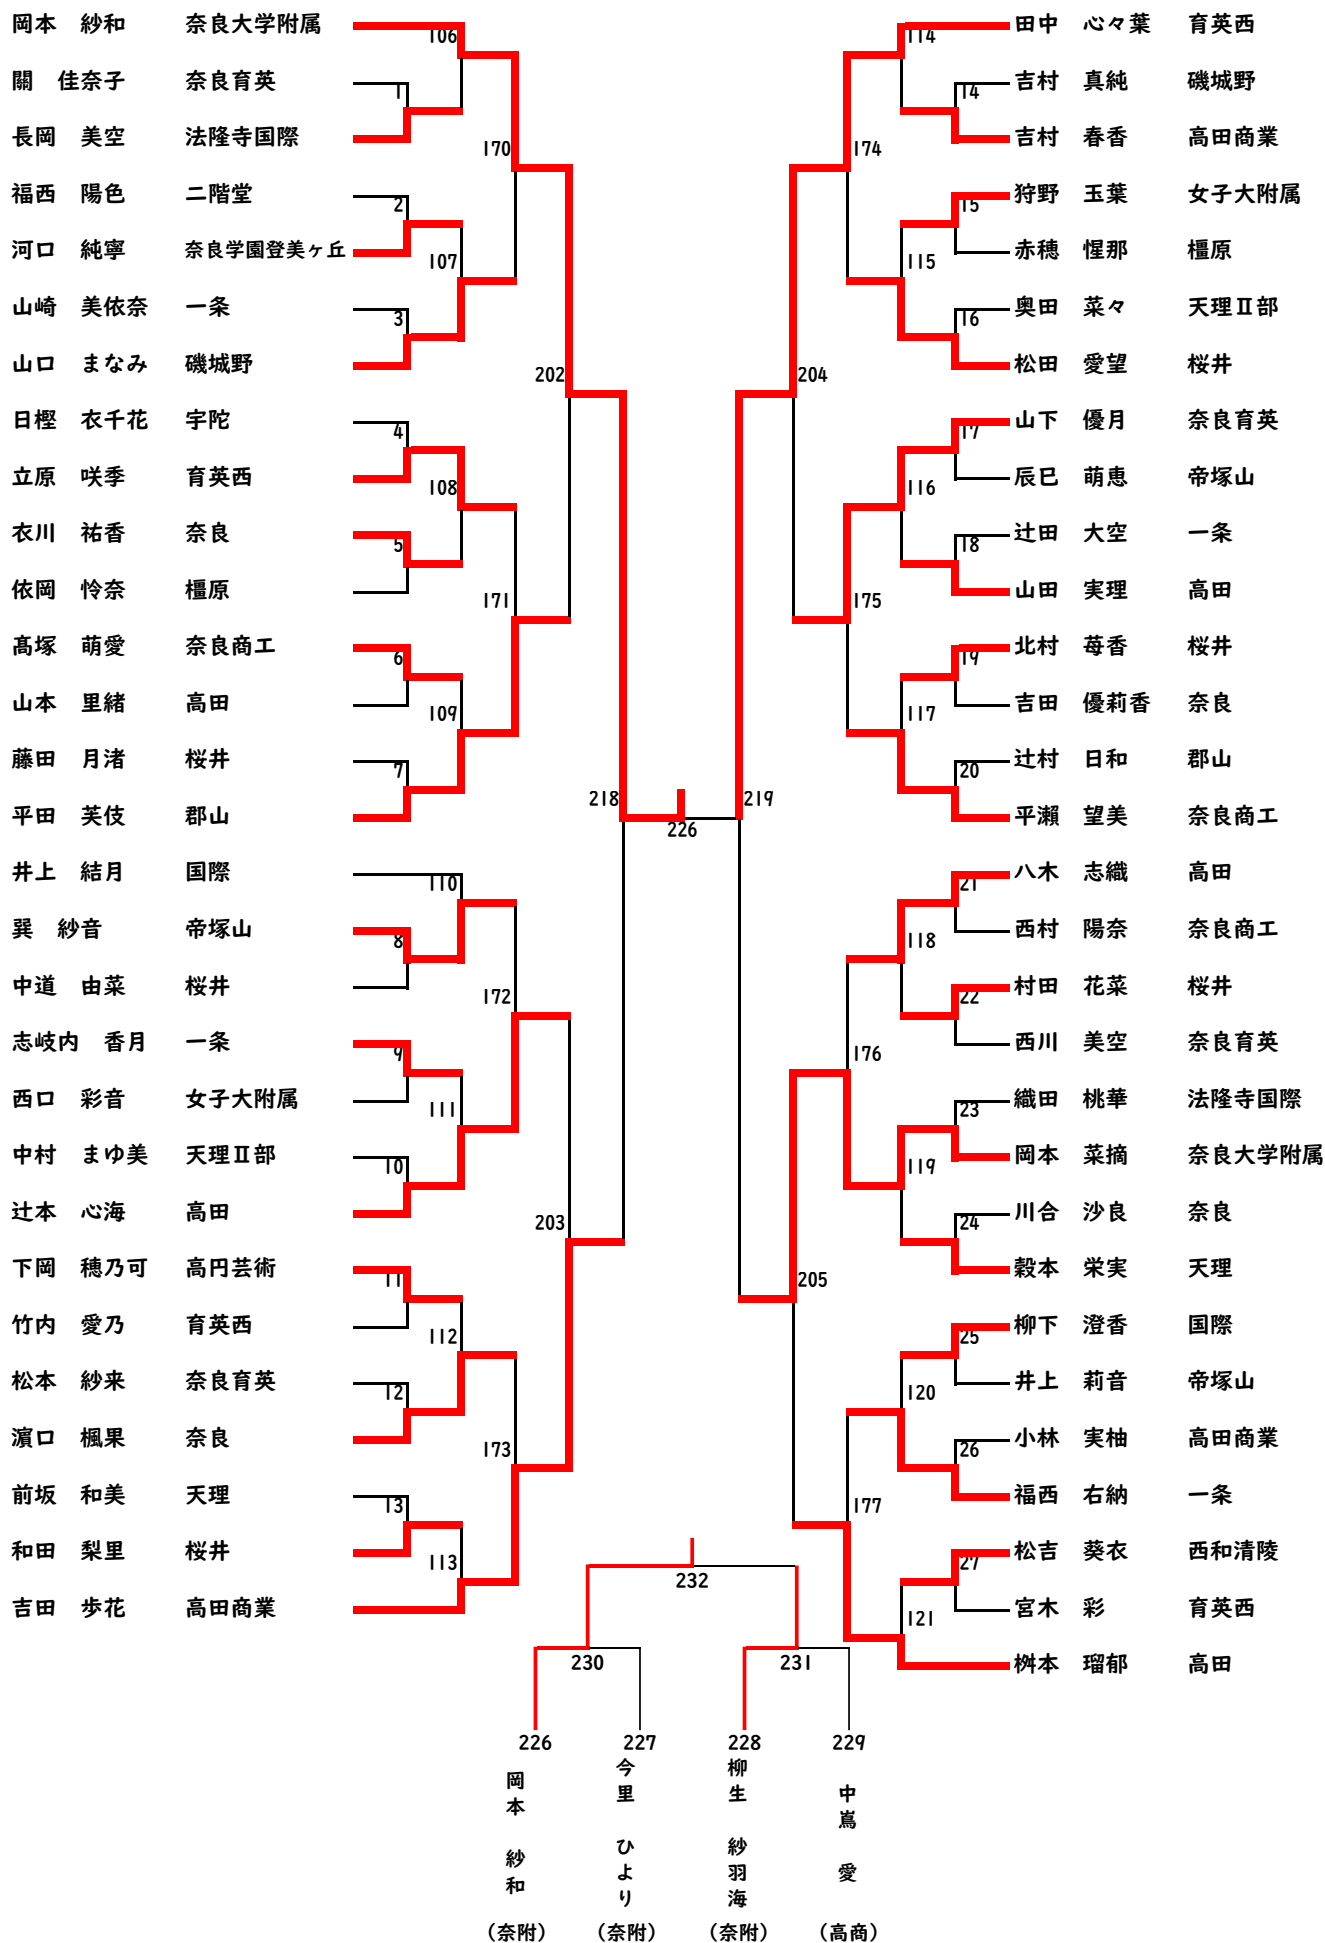 岡本　紗和　奈良大学附属
106
關　佳奈子　奈良育英
1
長岡　美空　法隆寺国際
170
福西　陽色　二階堂
2
河口　純寧　奈良学園登美ヶ丘
107
山崎　美依奈　一条
3
山口　まなみ　磯城野
202
日樫　衣千花　宇陀
4
立原　咲季　育英西
108
衣川　祐香　奈良
5
依岡　怜奈　橿原
171
髙塚　萌愛　奈良商工
6
山本　里緒　高田
109
藤田　月渚　桜井
7
平田　芙伎　郡山
218
井上　結月　国際
110
巽　紗音　帝塚山
8
中道　由菜　桜井
172
志岐内　香月　一条
9
西口　彩音　女子大附属
111
中村　まゆ美　天理Ⅱ部
10
辻本　心海　高田
203
下岡　穂乃可　高円芸術
11
竹内　愛乃　育英西
112
松本　紗来　奈良育英
12
濵口　楓果　奈良
173
前坂　和美　天理
13
和田　梨里　桜井
113
吉田　歩花　高田商業
226
田中　心々葉　育英西
114
吉村　真純　磯城野
14
吉村　春香　高田商業
174
狩野　玉葉　女子大附属
15
赤穂　惺那　橿原
115
奥田　菜々　天理Ⅱ部
16
松田　愛望　桜井
204
山下　優月　奈良育英
17
辰巳　萌恵　帝塚山
116
辻田　大空　一条
18
山田　実理　高田
175
北村　苺香　桜井
19
吉田　優莉香　奈良
117
辻村　日和　郡山
20
平瀬　望美　奈良商工
219
八木　志織　高田
21
西村　陽奈　奈良商工
118
村田　花菜　桜井
22
西川　美空　奈良育英
176
織田　桃華　法隆寺国際
23
岡本　菜摘　奈良大学附属
119
川合　沙良　奈良
24
穀本　栄実　天理
205
柳下　澄香　国際
25
井上　莉音　帝塚山
120
小林　実柚　高田商業
26
福西　右納　一条
177
松吉　葵衣　西和清陵
27
宮木　彩　育英西
121
桝本　瑠郁　高田
232
230
231
226
227
228
229
岡本　紗和
（奈附）
今里　ひより
（奈附）
柳生　紗羽海
（奈附）
中嶌　愛
（高商）